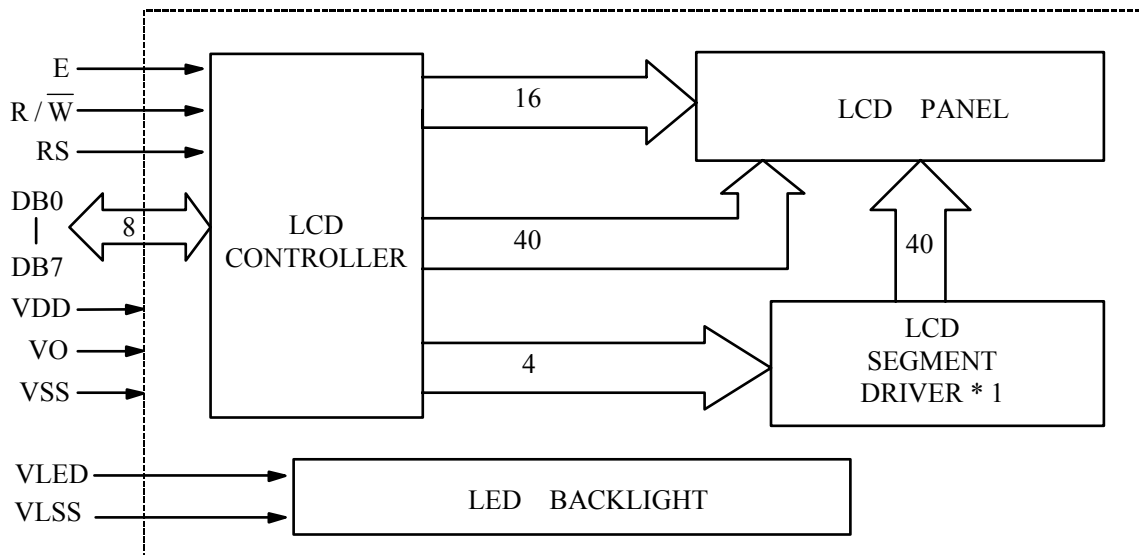 E
R / W̅
RS
DB0
DB7
VDD
VO
VSS
VLED
VLSS
8
LCD
CONTROLLER
16
40
4
LCD PANEL
40
LCD
SEGMENT
DRIVER * 1
LED BACKLIGHT